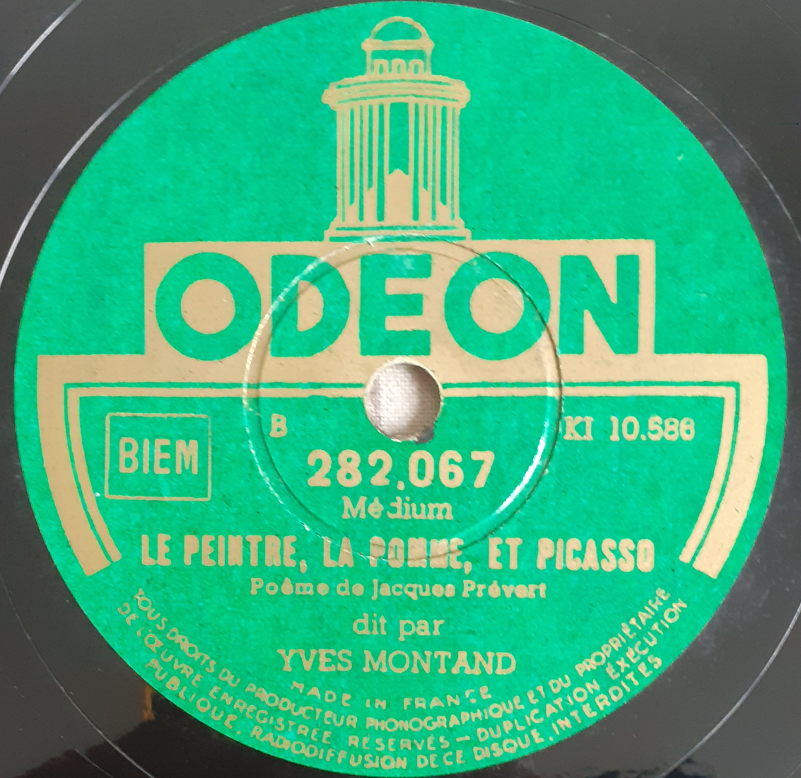 ODEON
BIEM
B
KI 10.586
282.067
Médium
LE PEINTRE, LA POMME, ET PICASSO
Poême de Jacques Prévert
dit par
YVES MONTAND
MADE IN FRANCE
TOUS DROITS DU PRODUCTEUR PHONOGRAPHIQUE ET DU PROPRIÉTAIRE
DE L'ŒUVRE ENREGISTRÉE RÉSERVÉS – DUPLICATION EXÉCUTION
PUBLIQUE, RADIODIFFUSION DE CE DISQUE INTERDITES